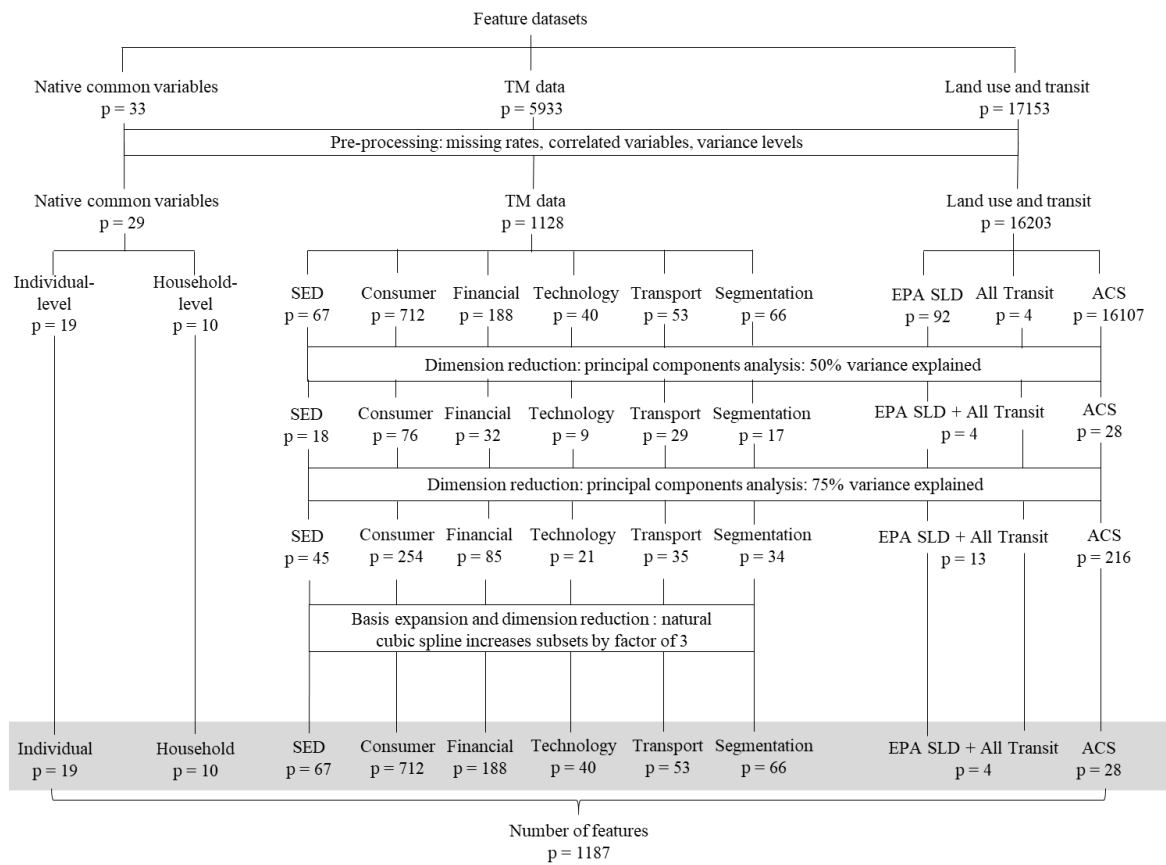 Feature datasets
Native common variables
p = 33
TM data
p = 5933
Land use and transit
p = 17153
Pre-processing: missing rates, correlated variables, variance levels
Native common variables
p = 29
TM data
p = 1128
Land use and transit
p = 16203
Individual-
level
p = 19
Household-
level
p = 10
SED
p = 67
Consumer
p = 712
Financial
p = 188
Technology
p = 40
Transport
p = 53
Segmentation
p = 66
EPA SLD
p = 92
All Transit
p = 4
ACS
p = 16107
Dimension reduction: principal components analysis: 50% variance explained
SED
p = 18
Consumer
p = 76
Financial
p = 32
Technology
p = 9
Transport
p = 29
Segmentation
p = 17
EPA SLD + All Transit
p = 4
ACS
p = 28
Dimension reduction: principal components analysis: 75% variance explained
SED
p = 45
Consumer
p = 254
Financial
p = 85
Technology
p = 21
Transport
p = 35
Segmentation
p = 34
EPA SLD + All Transit
p = 13
ACS
p = 216
Basis expansion and dimension reduction : natural
cubic spline increases subsets by factor of 3
Individual
p = 19
Household
p = 10
SED
p = 67
Consumer
p = 712
Financial
p = 188
Technology
p = 40
Transport
p = 53
Segmentation
p = 66
EPA SLD + All Transit
p = 4
ACS
p = 28
Number of features
p = 1187